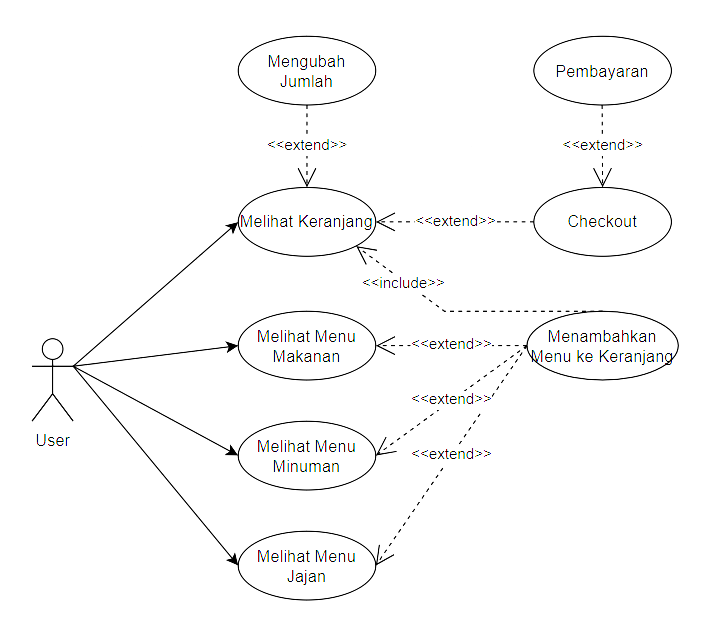 Mengubah
Jumlah
Pembayaran
<<extend>>
<<extend>>
Melihat Keranjang
<<extend>>
Checkout
<<include>>
Melihat Menu
Makanan
<<extend>>
Menambahkan
Menu ke Keranjang
<<extend>>
User
Melihat Menu
Minuman
<<extend>>
Melihat Menu
Jajan